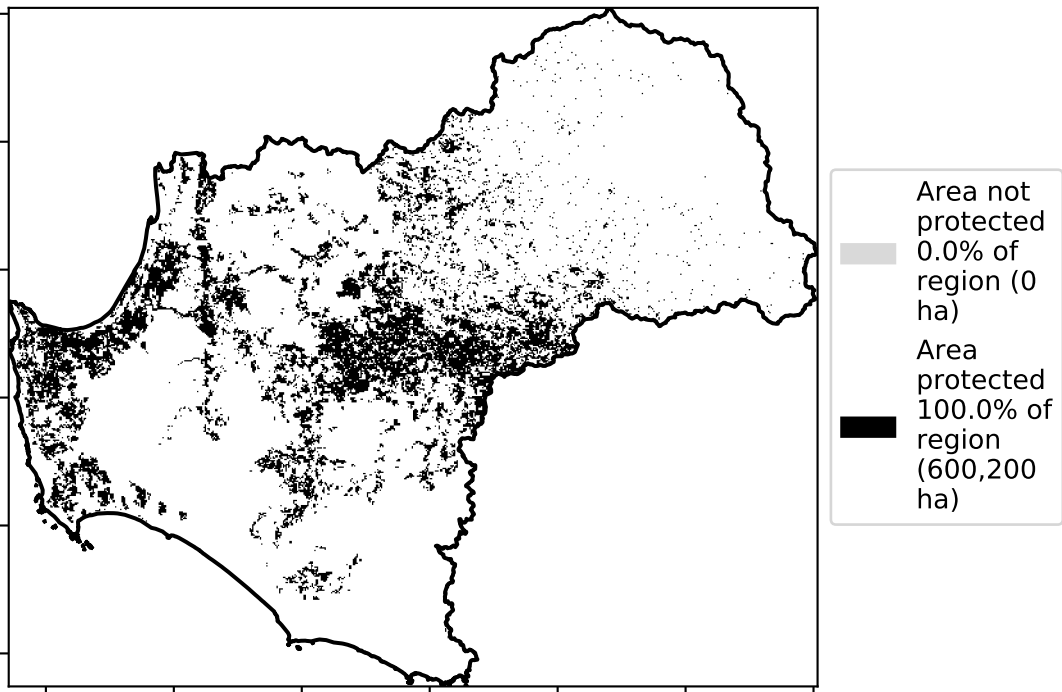 Area not
protected
0.0% of
region (0
ha)
Area
protected
100.0% of
region
(600,200
ha)